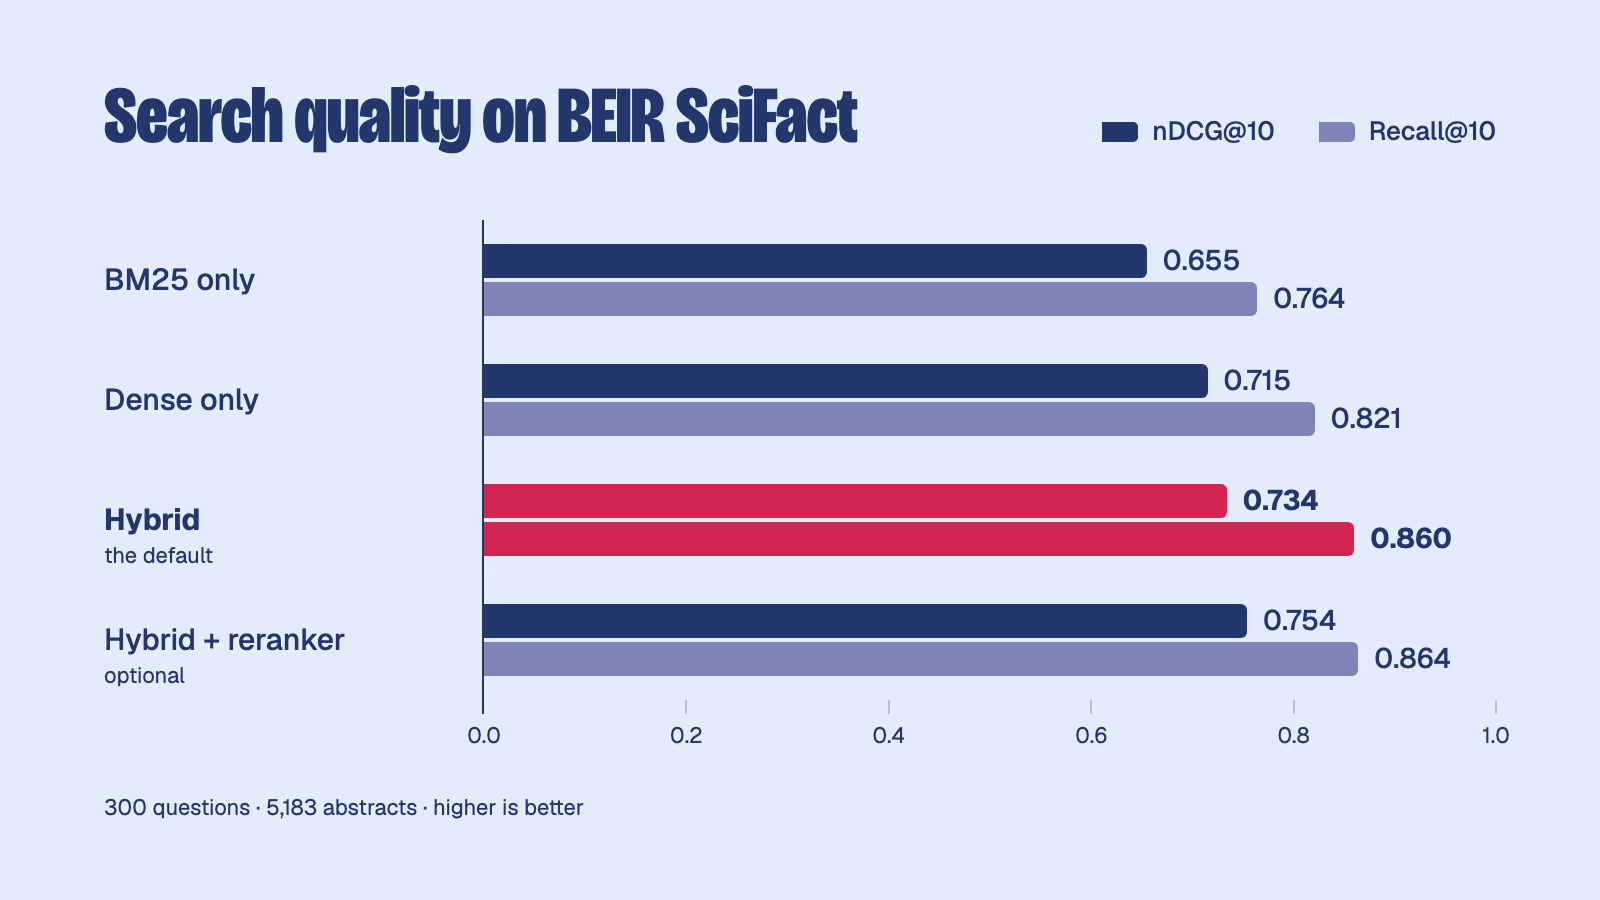 Search quality on BEIR SciFact
nDCG@10
Recall@10
BM25 only
0.655
0.764
Dense only
0.715
0.821
Hybrid
the default
0.734
0.860
Hybrid + reranker
optional
0.754
0.864
0.0
0.2
0.4
0.6
0.8
1.0
300 questions · 5,183 abstracts · higher is better